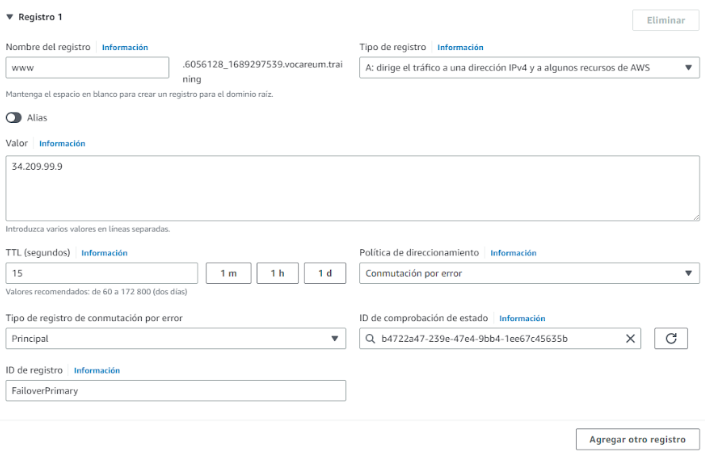 Registro 1
Eliminar
Nombre del registro Información
www
.6056128_1689297539.vocareum.trai
ning
Mantenga el espacio en blanco para crear un registro para el dominio raíz.
Tipo de registro Información
A: dirige el tráfico a una dirección IPv4 y a algunos recursos de AWS
Alias
Valor Información
34.209.99.9
Introduzca varios valores en líneas separadas.
TTL (segundos) Información
15
1 m
1 h
1 d
Valores recomendados: de 60 a 172 800 (dos días)
Política de direccionamiento Información
Conmutación por error
Tipo de registro de conmutación por error
Principal
ID de comprobación de estado Información
b4722a47-239e-47e4-9bb4-1ee67c45635b
ID de registro Información
FailoverPrimary
Agregar otro registro